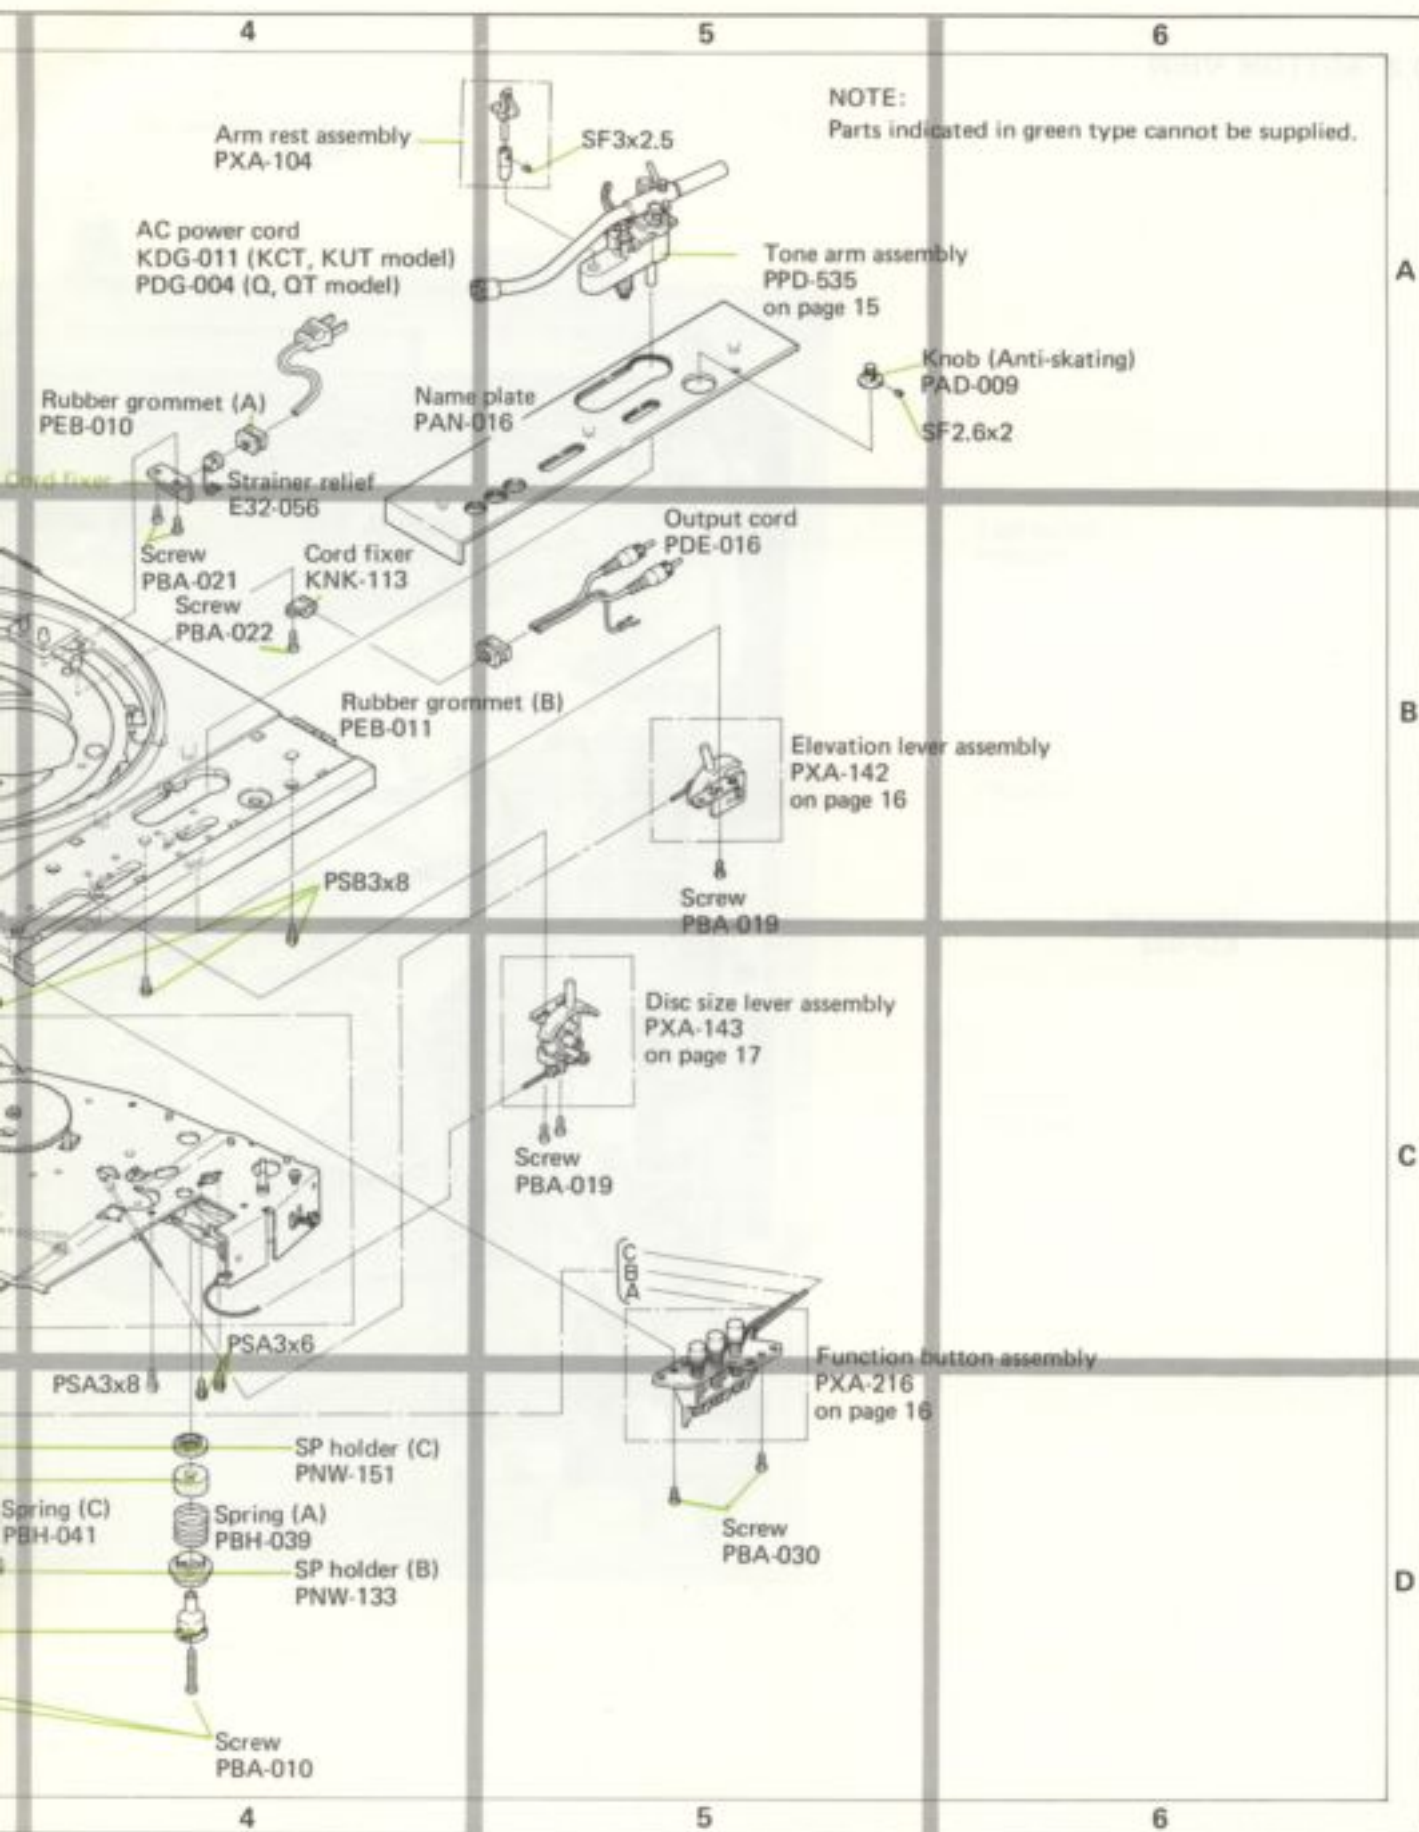 4
5
6
NOTE:
Parts indicated in green type cannot be supplied.
Arm rest assembly
PXA-104
SF3x2.5
AC power cord
KDG-011 (KCT, KUT model)
PDG-004 (Q, QT model)
Tone arm assembly
PPD-535
on page 15
A
Knob (Anti-skating)
PAD-009
SF2.6x2
Rubber grommet (A)
PEB-010
Name plate
PAN-016
Cord fixer
Strainer relief
E32-056
Output cord
PDE-016
Screw
PBA-021
Cord fixer
KNK-113
Screw
PBA-022
Rubber grommet (B)
PEB-011
B
Elevation lever assembly
PXA-142
on page 16
PSB3x8
Screw
PBA-019
Disc size lever assembly
PXA-143
on page 17
C
Screw
PBA-019
C
B
A
PSA3x6
PSA3x8
Function button assembly
PXA-216
on page 16
SP holder (C)
PNW-151
Spring (C)
PBH-041
Spring (A)
PBH-039
Screw
PBA-030
SP holder (B)
PNW-133
D
Screw
PBA-010
4
5
6